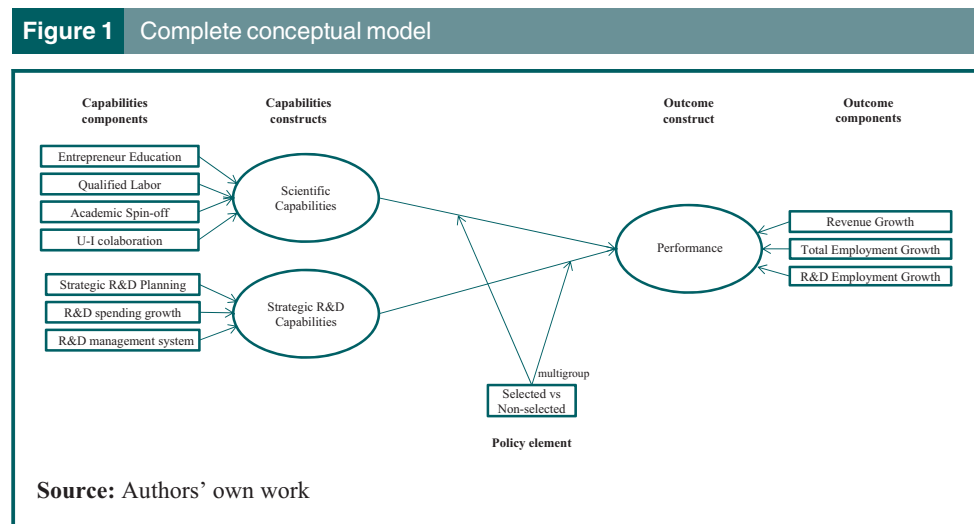 Figure 1 Complete conceptual model
Capabilities
components
Capabilities
constructs
Outcome
construct
Outcome
components
Entrepreneur Education
Qualified Labor
Academic Spin-off
U-I colaboration
Scientific
Capabilities
Strategic R&D Planning
R&D spending growth
R&D management system
Strategic R&D
Capabilities
Performance
Revenue Growth
Total Employment Growth
R&D Employment Growth
multigroup
Selected vs
Non-selected
Policy element
Source: Authors' own work